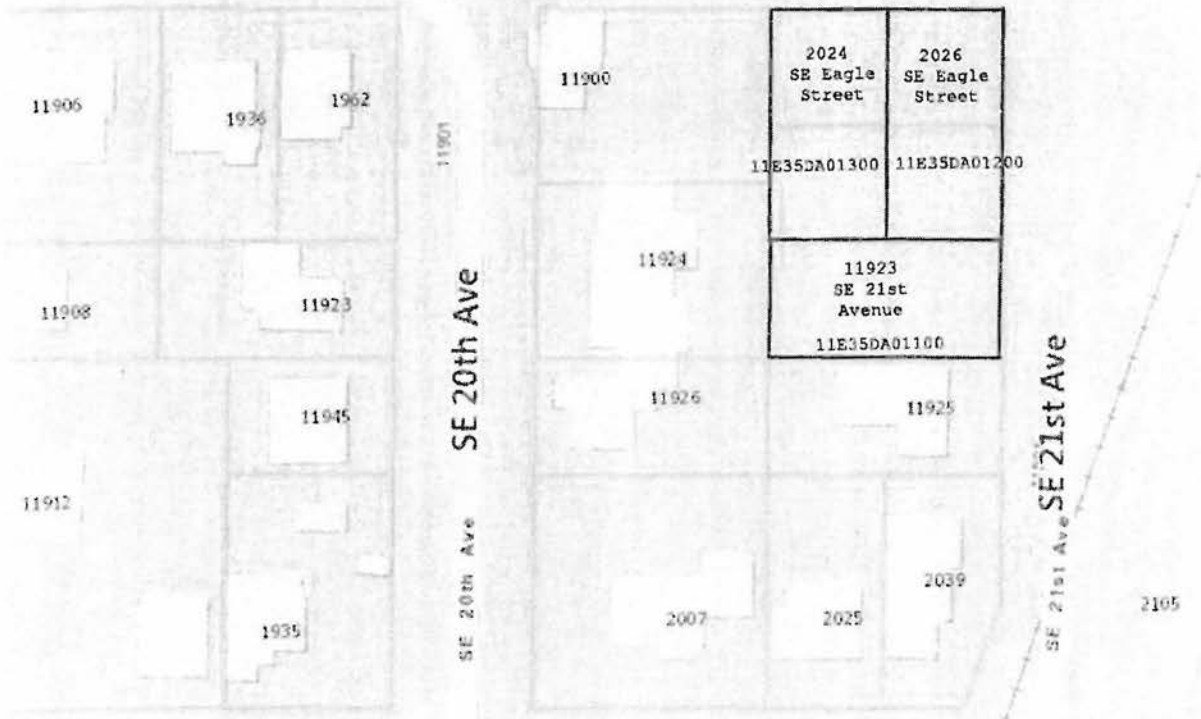 2024
SE Eagle
Street
2026
SE Eagle
Street
11906
1936
1962
11901
11900
11E35DA01300
11E35DA01200
11908
11923
11924
11923
SE 21st
Avenue
11E35DA01100
SE 20th Ave
SE 21st Ave
11945
11926
11925
11912
SE 20th Ave
SE 21st Ave
1935
2007
2025
2039
2105